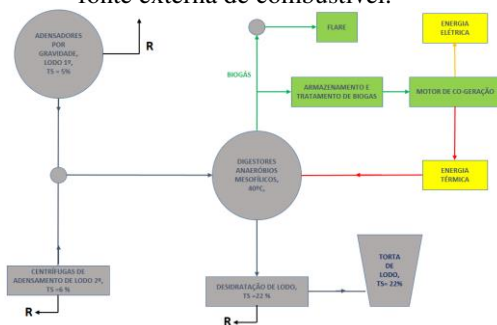 fonte externa de combustível.
ADENSADORES
POR
GRAVIDADE,
LODO 1º,
TS = 5%
R
FLARE
ENERGIA
ELÉTRICA
BIOGÁS
ARMAZENAMENTO E
TRATAMENTO DE BIOGAS
MOTOR DE CO-GERAÇÃO
DIGESTORES
ANAERÓBIOS
MESOFÍLICOS,
40ºC,
ENERGIA
TÉRMICA
CENTRÍFUGAS DE
ADENSAMENTO DE LODO 2º,
TS =6 %
R
DESIDRATAÇÃO DE LODO,
TS =22 %
R
TORTA
DE
LODO,
TS= 22%